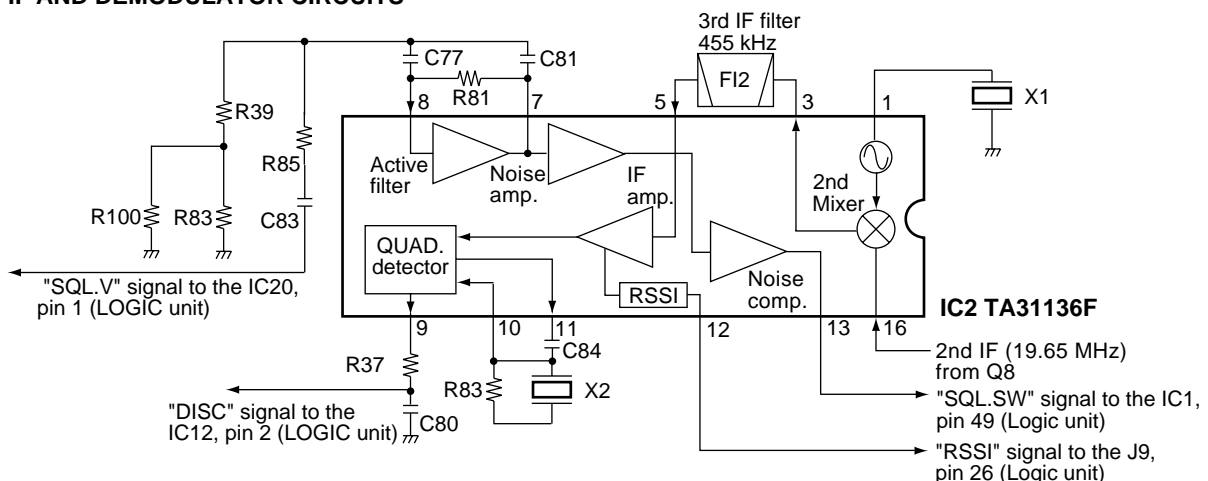 IF AND DEMODULATOR CIRCUITS
3rd IF filter
455 kHz
C77
C81
FI2
R81
8
7
5
3
1
X1
R39
R85
R100
R83
C83
Active
filter
Noise
amp.
IF
amp.
2nd
Mixer
QUAD.
detector
RSSI
Noise
comp.
"SQL.V" signal to the IC20,
pin 1 (LOGIC unit)
IC2 TA31136F
9
10
11
12
13
16
C84
R37
R83
X2
C80
2nd IF (19.65 MHz)
from Q8
"DISC" signal to the
IC12, pin 2 (LOGIC unit)
"SQL.SW" signal to the IC1,
pin 49 (Logic unit)
"RSSI" signal to the J9,
pin 26 (Logic unit)